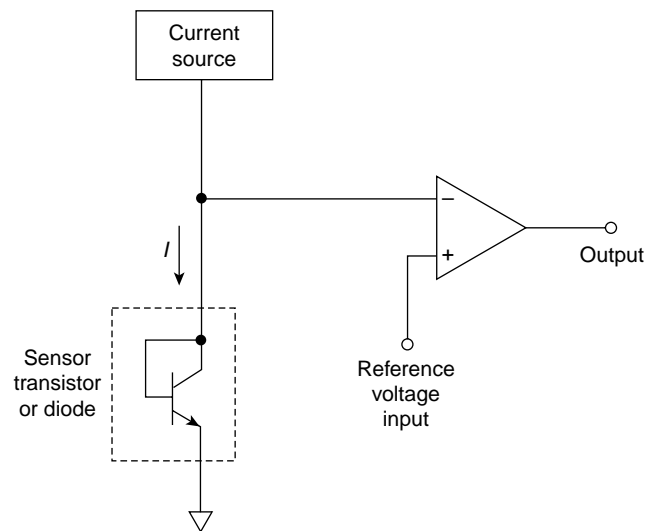 Current
source
−
+
Output
I
Reference
voltage
input
Sensor
transistor
or diode